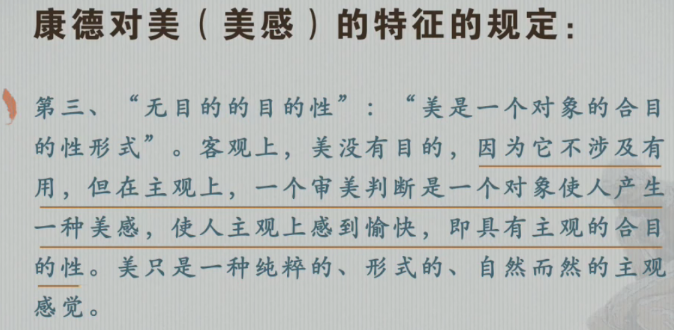 康德对美（美感）的特征的规定：
第三、“无目的的目的性”：“美是一个对象的合目
的性形式”。客观上，美没有目的，因为它不涉及有
用，但在主观上，一个审美判断是一个对象使人产生
一种美感，使人主观上感到愉快，即具有主观的合目
的性。美只是一种纯粹的、形式的、自然而然的主观
感觉。